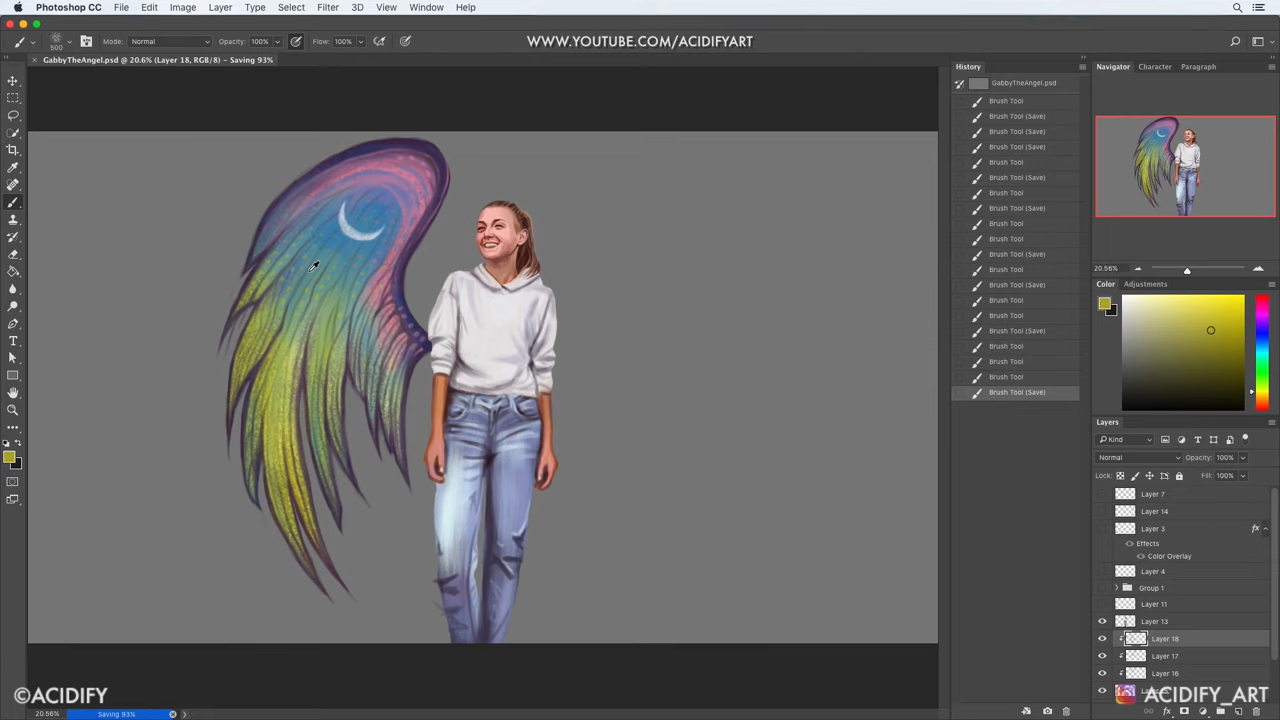 Photoshop CC File Edit Image Layer Type Select Filter 3D View Window Help
500 Mode: Normal Opacity: 100% Flow: 100% WWW.YOUTUBE.COM/ACIDIFYART
GabbyTheAngel.psd @ 20.6% (Layer 18, RGB/8) – Saving 93%
History
GabbyTheAngel.psd
Brush Tool
Brush Tool (Save)
Brush Tool (Save)
Brush Tool (Save)
Brush Tool
Brush Tool (Save)
Brush Tool
Brush Tool (Save)
Brush Tool
Brush Tool
Brush Tool (Save)
Brush Tool
Brush Tool (Save)
Brush Tool
Brush Tool
Brush Tool (Save)
Brush Tool
Brush Tool
Brush Tool
Brush Tool (Save)
Navigator Character Paragraph
20.56%
Color Adjustments
Layers
Kind
Normal Opacity: 100%
Lock: Fill: 100%
Layer 7
Layer 14
Layer 3 fx
Effects
Color Overlay
Layer 4
Group 1
Layer 11
Layer 13
Layer 18
Layer 17
Layer 16
©ACIDIFY
ACIDIFY_ART
20.56% Saving 93%
fx